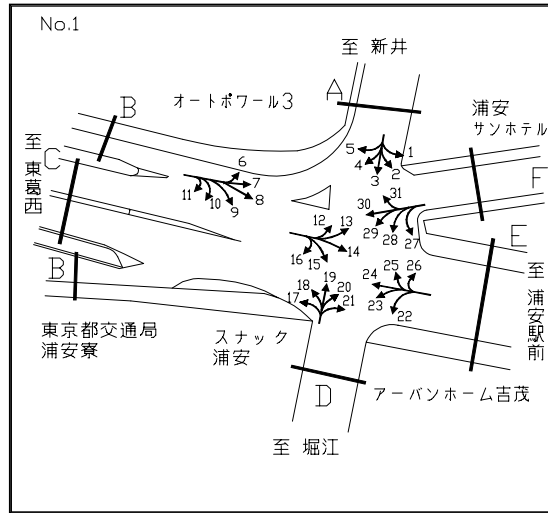 No.1
至 新井
オートポワール3
A
B
浦安
サンホテル
至 東葛西
C
F
E
B
至 浦安駅前
東京都交通局
浦安寮
スナック
浦安
D
アーバンホーム吉茂
至 堀江
1
2
3
4
5
6
7
8
9
10
11
12
13
14
15
16
17
18
19
20
21
22
23
24
25
26
27
28
29
30
31